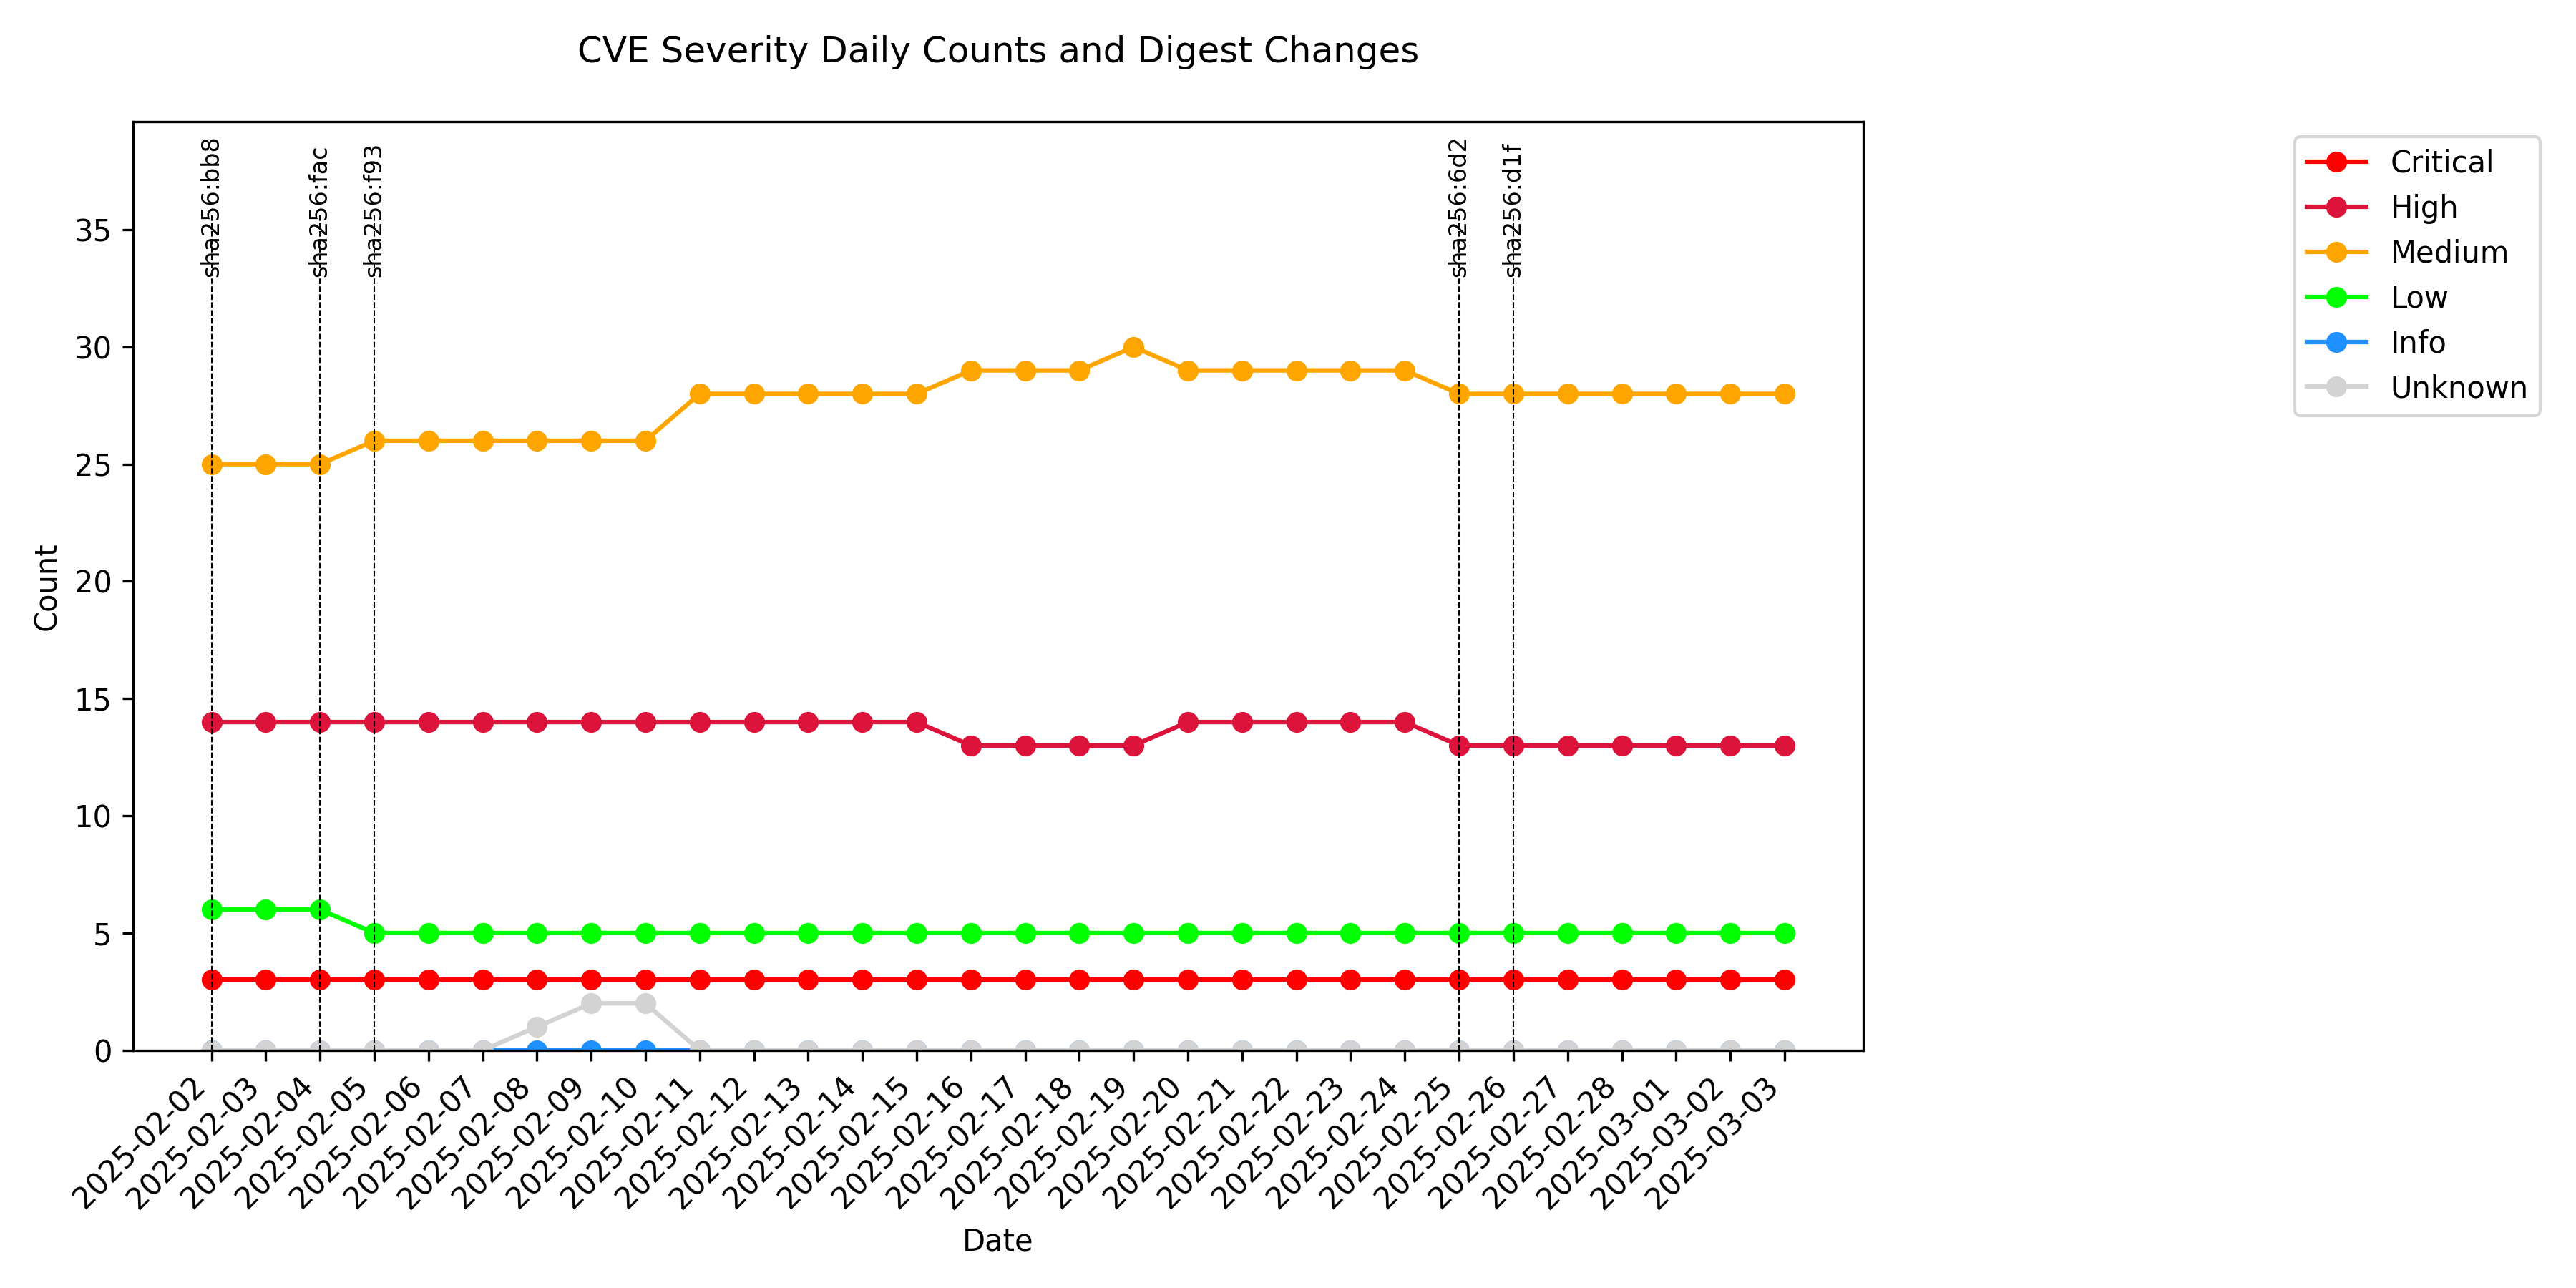 CVE Severity Daily Counts and Digest Changes
sha256:bb8
sha256:fac
sha256:f93
sha256:6d2
sha256:d1f
Critical
High
Medium
Low
Info
Unknown
35
30
25
20
15
10
5
0
Count
2025-02-02
2025-02-03
2025-02-04
2025-02-05
2025-02-06
2025-02-07
2025-02-08
2025-02-09
2025-02-10
2025-02-11
2025-02-12
2025-02-13
2025-02-14
2025-02-15
2025-02-16
2025-02-17
2025-02-18
2025-02-19
2025-02-20
2025-02-21
2025-02-22
2025-02-23
2025-02-24
2025-02-25
2025-02-26
2025-02-27
2025-02-28
2025-03-01
2025-03-02
2025-03-03
Date